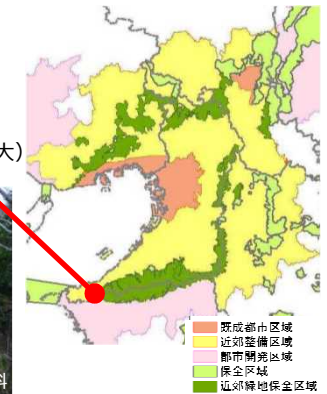 大）
料
既成都市区域
近郊整備区域
都市開発区域
保全区域
近郊緑地保全区域